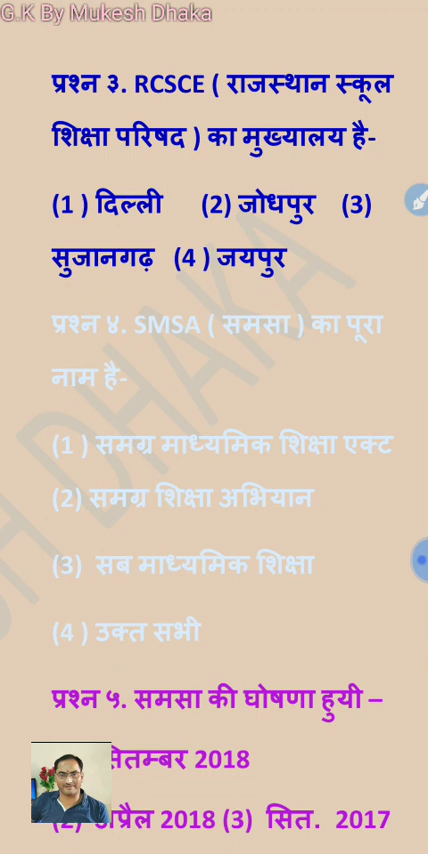 G.K By Mukesh Dhaka
प्रश्न ३. RCSCE ( राजस्थान स्कूल
शिक्षा परिषद ) का मुख्यालय है-
(1 ) दिल्ली (2) जोधपुर (3)
सुजानगढ़ (4 ) जयपुर
प्रश्न ४. SMSA ( समसा ) का पूरा
नाम है-
(1 ) समग्र माध्यमिक शिक्षा एक्ट
(2) समग्र शिक्षा अभियान
(3) सब माध्यमिक शिक्षा
(4 ) उक्त सभी
प्रश्न ५. समसा की घोषणा हुयी –
सितम्बर 2018
(2) अप्रैल 2018 (3) सित. 2017